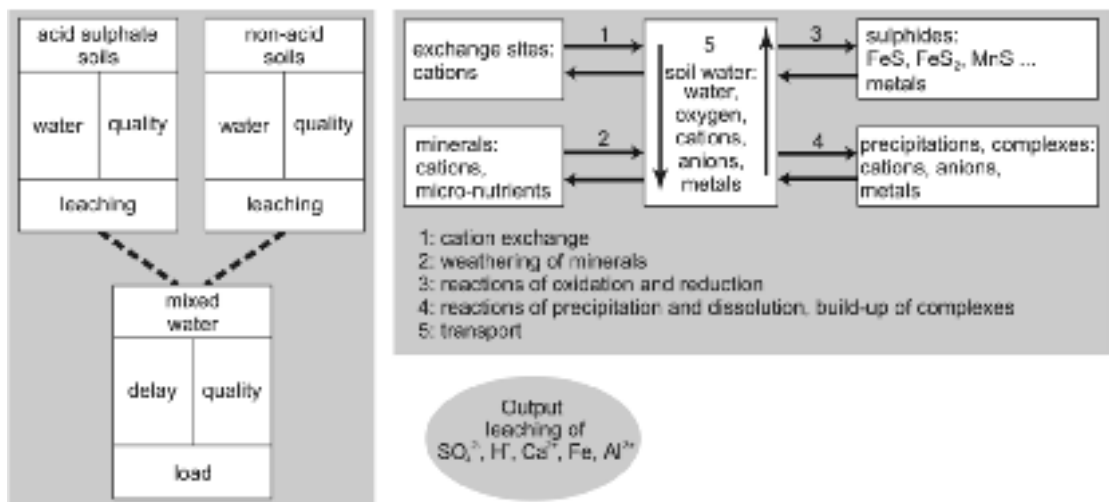 acid sulphate
soils
water
quality
leaching
non-acid
soils
water
quality
leaching
mixed
water
delay
quality
load
exchange sites:
cations
1
5
soil water:
water,
oxygen,
cations,
anions,
metals
3
sulphides:
FeS, FeS₂, MnS ...
metals
minerals:
cations,
micro-nutrients
2
4
precipitations, complexes:
cations, anions,
metals
1: cation exchange
2: weathering of minerals
3: reactions of oxidation and reduction
4: reactions of precipitation and dissolution, build-up of complexes
5: transport
Output
leaching of
Fe,